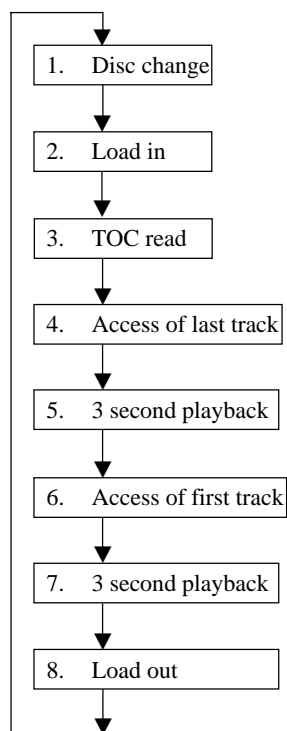 1. Disc change
2. Load in
3. TOC read
4. Access of last track
5. 3 second playback
6. Access of first track
7. 3 second playback
8. Load out